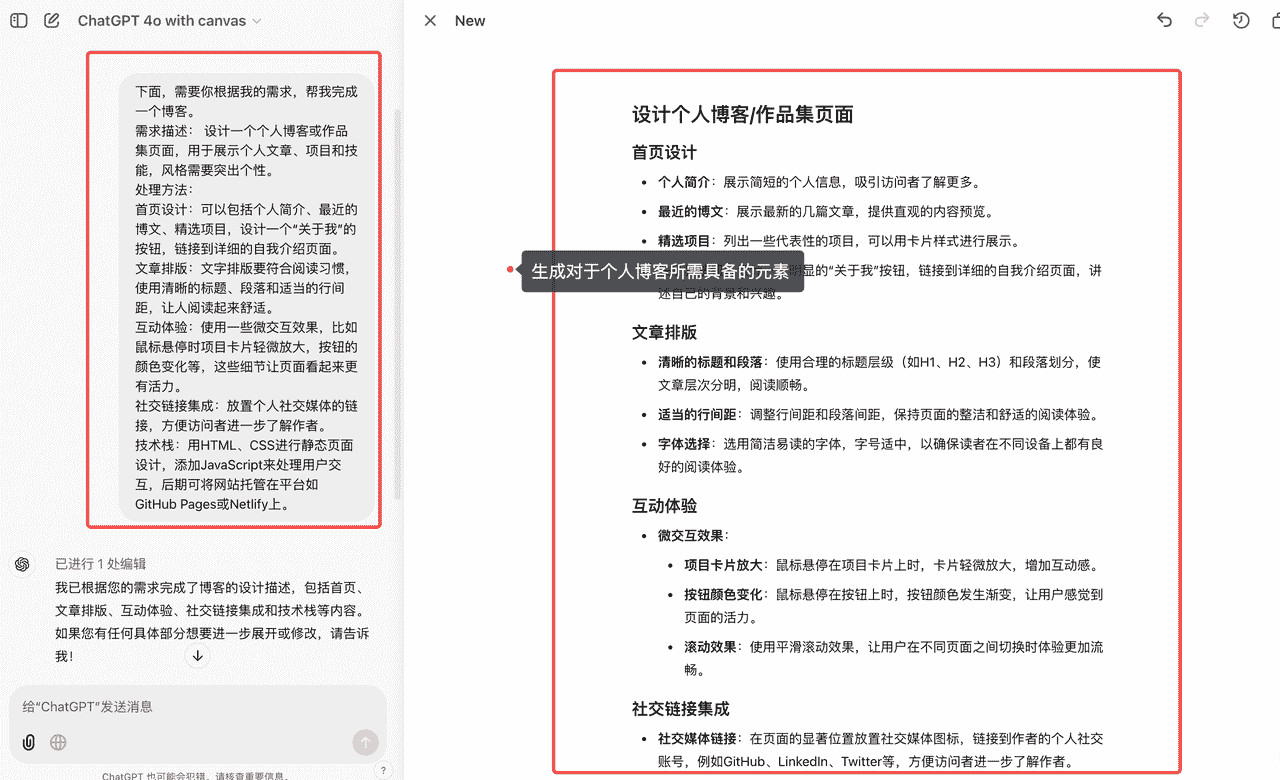 ChatGPT 4o with canvas
下面，需要你根据我的需求，帮我完成
一个博客。
需求描述： 设计一个个人博客或作品
集页面，用于展示个人文章、项目和技
能，风格需要突出个性。
处理方法：
首页设计：可以包括个人简介、最近的
博文、精选项目，设计一个“关于我”的
按钮，链接到详细的自我介绍页面。
文章排版：文字排版要符合阅读习惯，
使用清晰的标题、段落和适当的行间
距，让人阅读起来舒适。
互动体验：使用一些微交互效果，比如
鼠标悬停时项目卡片轻微放大，按钮的
颜色变化等，这些细节让页面看起来更
有活力。
社交链接集成：放置个人社交媒体的链
接，方便访问者进一步了解作者。
技术栈：用HTML、CSS进行静态页面
设计，添加JavaScript来处理用户交
互，后期可将网站托管在平台如
GitHub Pages或Netlify上。
已进行 1 处编辑
我已根据您的需求完成了博客的设计描述，包括首页、
文章排版、互动体验、社交链接集成和技术栈等内容。
如果您有任何具体部分想要进一步展开或修改，请告诉
我！
给“ChatGPT”发送消息
ChatGPT 也可能会犯错。请核查重要信息。
?
New
设计个人博客/作品集页面
首页设计
• 个人简介：展示简短的个人信息，吸引访问者了解更多。
• 最近的博文：展示最新的几篇文章，提供直观的内容预览。
• 精选项目：列出一些代表性的项目，可以用卡片样式进行展示。
生成对于个人博客所需具备的元素
显的“关于我”按钮，链接到详细的自我介绍页面，讲
述自己的背景和兴趣。
文章排版
• 清晰的标题和段落：使用合理的标题层级（如H1、H2、H3）和段落划分，使
文章层次分明，阅读顺畅。
• 适当的行间距：调整行间距和段落间距，保持页面的整洁和舒适的阅读体验。
• 字体选择：选用简洁易读的字体，字号适中，以确保读者在不同设备上都有良
好的阅读体验。
互动体验
• 微交互效果：
• 项目卡片放大：鼠标悬停在项目卡片上时，卡片轻微放大，增加互动感。
• 按钮颜色变化：鼠标悬停在按钮上时，按钮颜色发生渐变，让用户感觉到
页面的活力。
• 滚动效果：使用平滑滚动效果，让用户在不同页面之间切换时体验更加流
畅。
社交链接集成
• 社交媒体链接：在页面的显著位置放置社交媒体图标，链接到作者的个人社交
账号，例如GitHub、LinkedIn、Twitter等，方便访问者进一步了解作者。